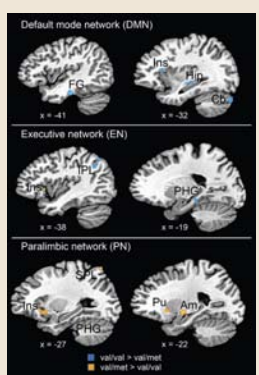 Default mode network (DMN)
FG
Ins
Hip
Cb
x = -41
x = -32
Executive network (EN)
IPL
Ins
PHG
x = -38
x = -19
Paralimbic network (PN)
SPL
Ins
PHG
Pu
Am
x = -27
x = -22
val/val > val/met
val/met > val/val